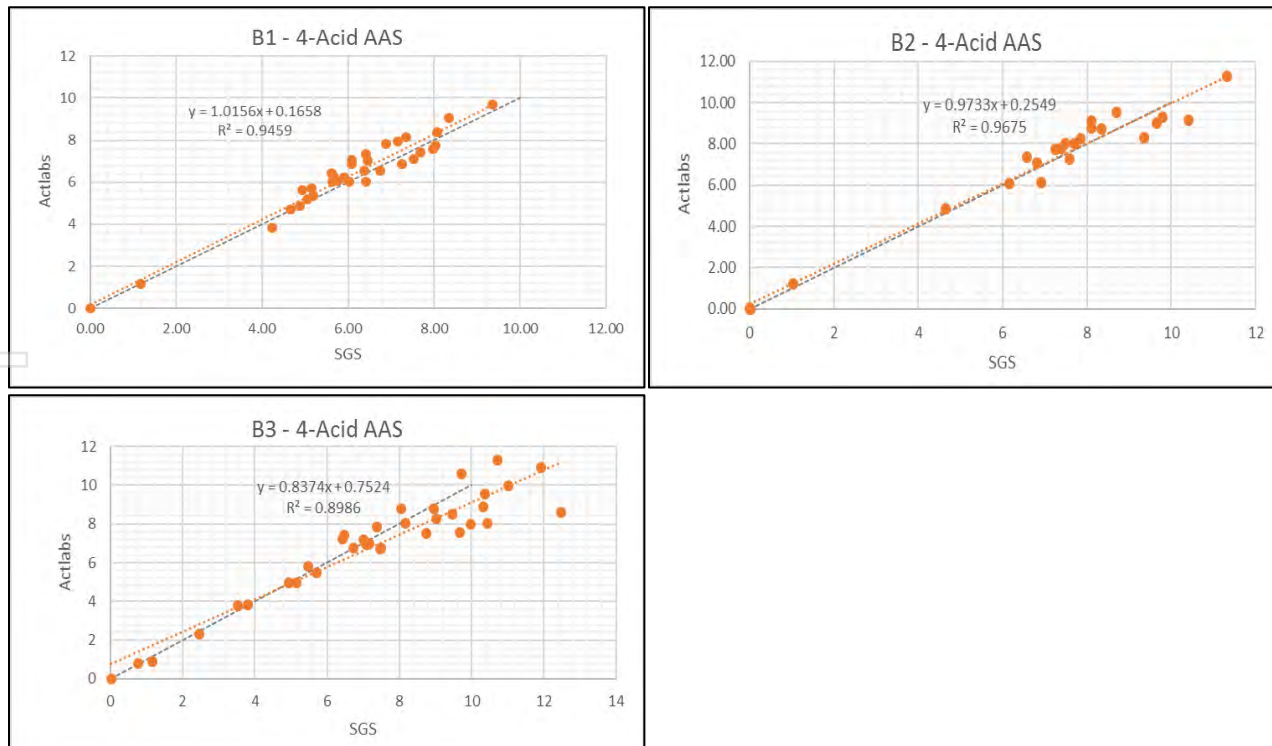 B1 - 4-Acid AAS
12
10
8
6
4
2
0
Actlabs
y = 1.0156x + 0.1658
R² = 0.9459
0.00 2.00 4.00 6.00 8.00 10.00 12.00
SGS
B2 - 4-Acid AAS
12.00
10.00
8.00
6.00
4.00
2.00
0.00
Actlabs
y = 0.9733x + 0.2549
R² = 0.9675
0 2 4 6 8 10 12
SGS
B3 - 4-Acid AAS
12
10
8
6
4
2
0
Actlabs
y = 0.8374x + 0.7524
R² = 0.8986
0 2 4 6 8 10 12 14
SGS